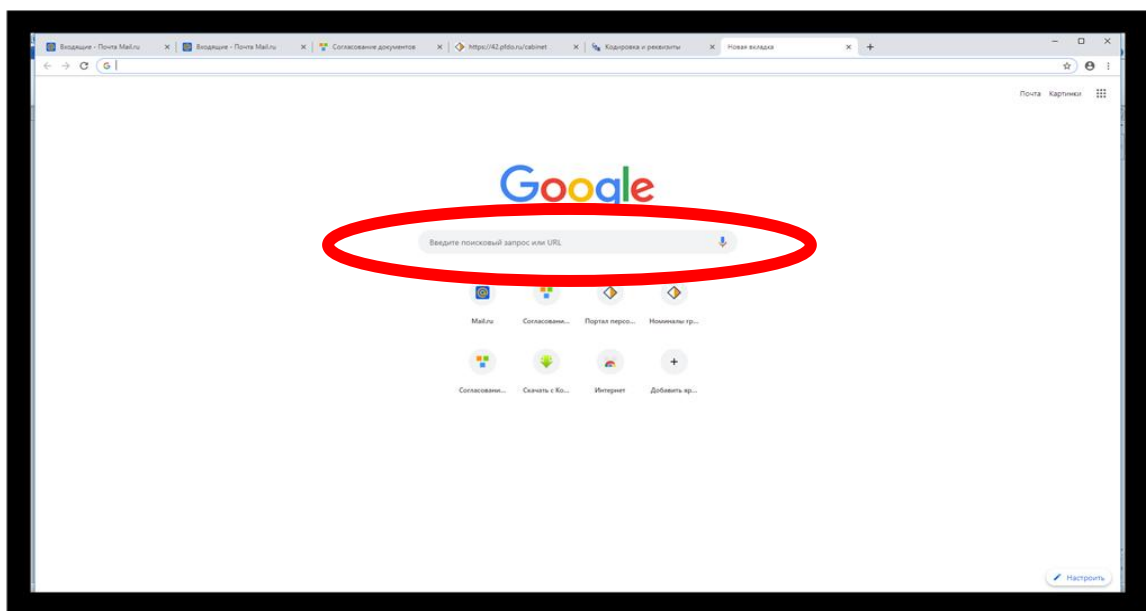 Входящие - Почта Mail.ru
Входящие - Почта Mail.ru
Согласование документов
https://42.pfdo.ru/cabinet
Кодировка и реквизиты
Новая вкладка
Почта Картинки
Google
Введите поисковый запрос или URL
Mail.ru
Согласовани...
Портал персо...
Номиналы гр...
Согласовани...
Скачать с Ко...
Интернет
Добавить яр...
Настроить